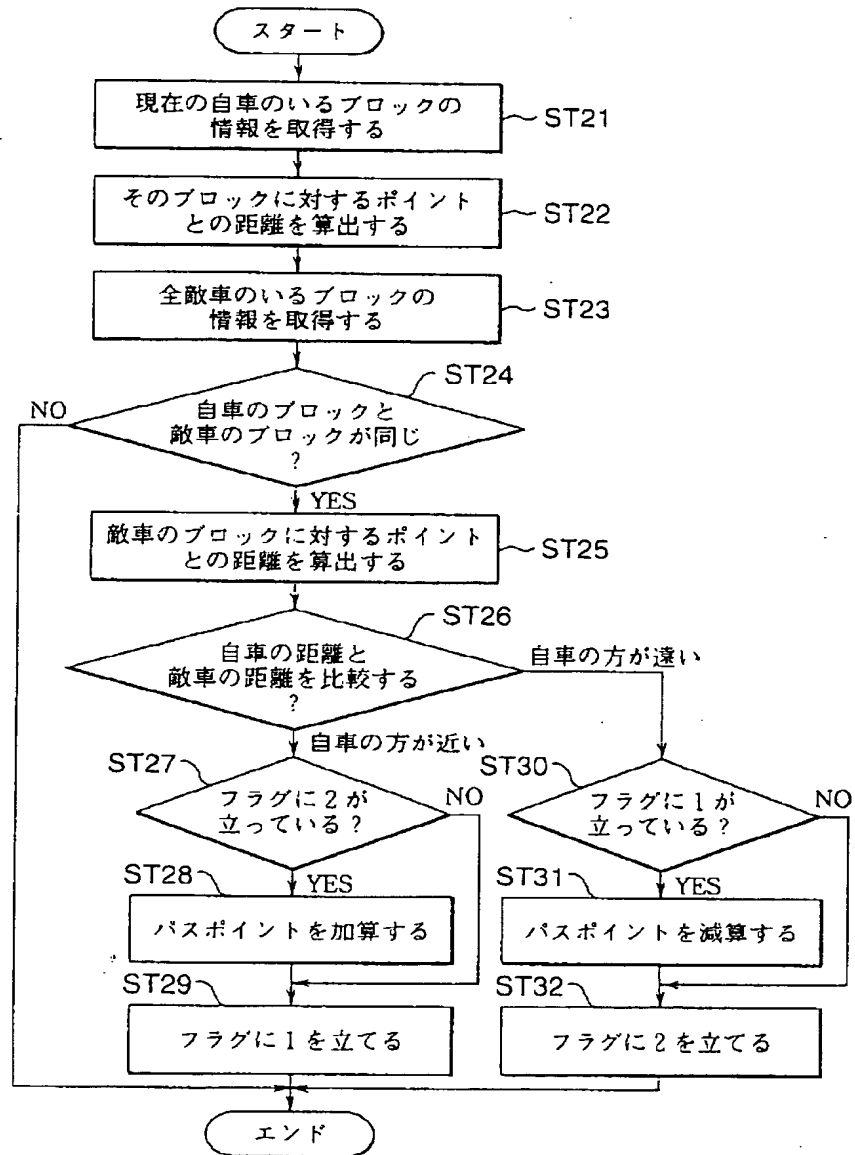 スタート
現在の自車のいるブロックの
情報を取得する
ST21
そのブロックに対するポイント
との距離を算出する
ST22
全敵車のいるブロックの
情報を取得する
ST23
ST24
自車のブロックと
敵車のブロックが同じ
?
NO
YES
敵車のブロックに対するポイント
との距離を算出する
ST25
ST26
自車の距離と
敵車の距離を比較する
?
自車の方が遠い
自車の方が近い
ST27
フラグに2が
立っている?
NO
YES
ST30
フラグに1が
立っている?
NO
YES
ST28
パスポイントを加算する
ST31
パスポイントを減算する
ST29
フラグに1を立てる
ST32
フラグに2を立てる
エンド